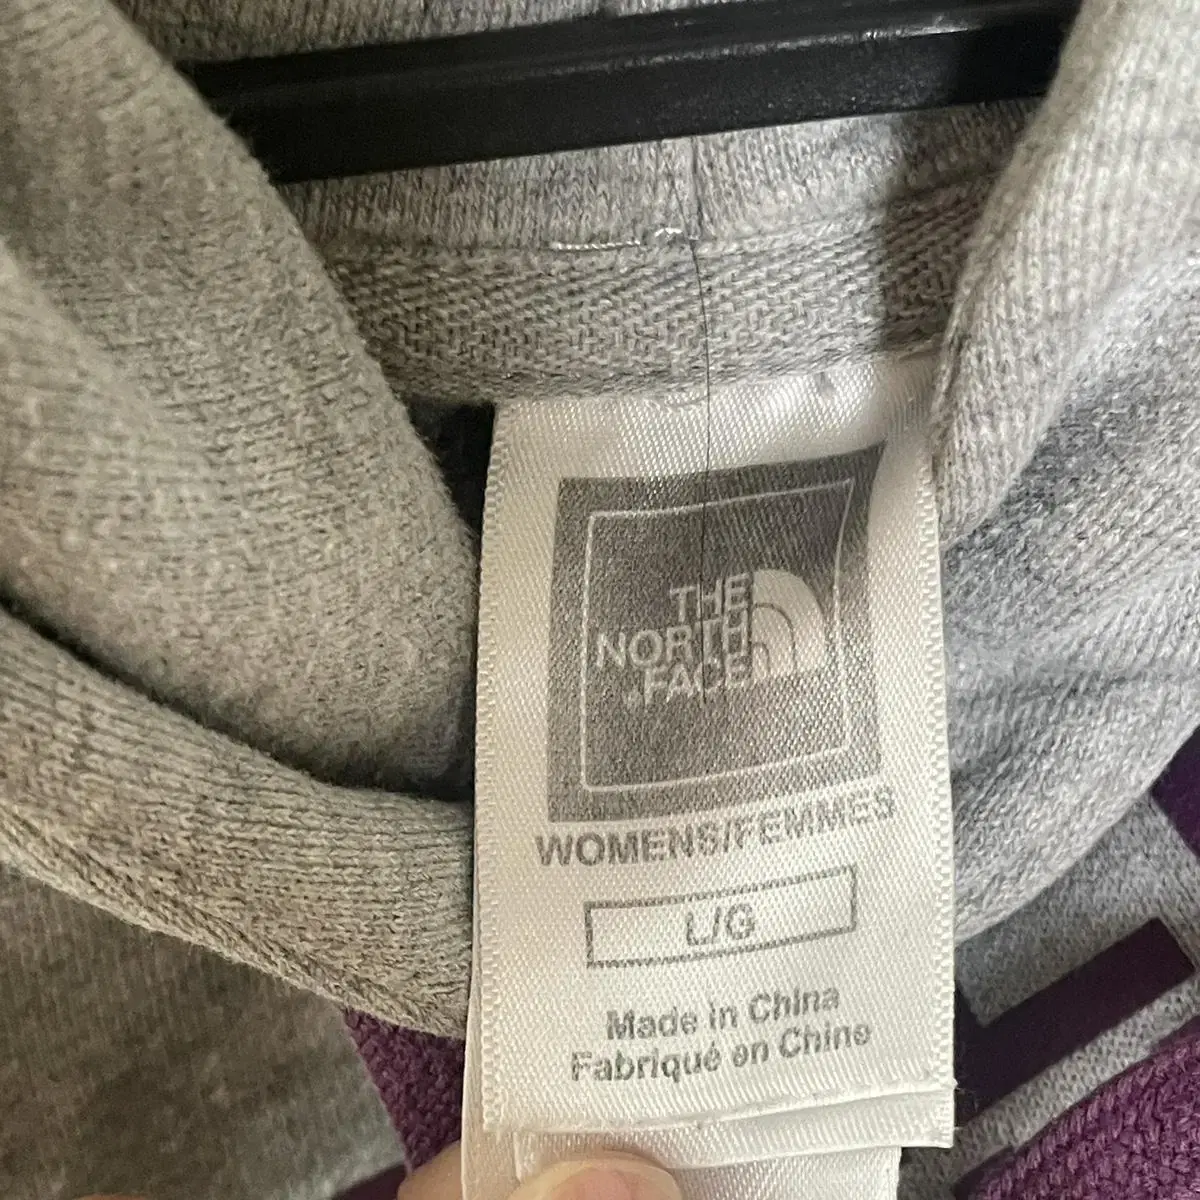 THE
NORTH
FACE
WOMENS/FEMMES
L/G
Made in China
Fabriqué en Chine